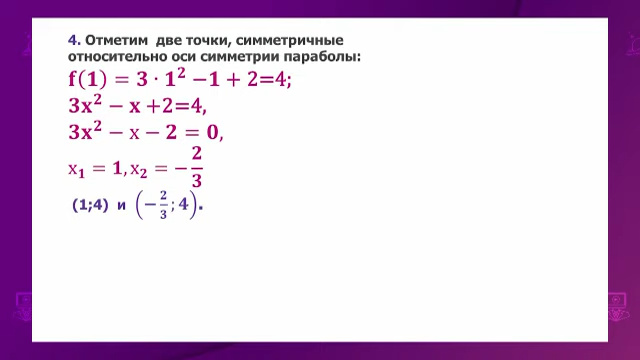 4. Отметим две точки, симметричные
относительно оси симметрии параболы:
f(1) = 3 · 1² −1 + 2=4;
3x² − x +2=4,
3x² − x − 2 = 0,
x₁ = 1, x₂ = −2/3
(1;4) и (−2/3; 4).